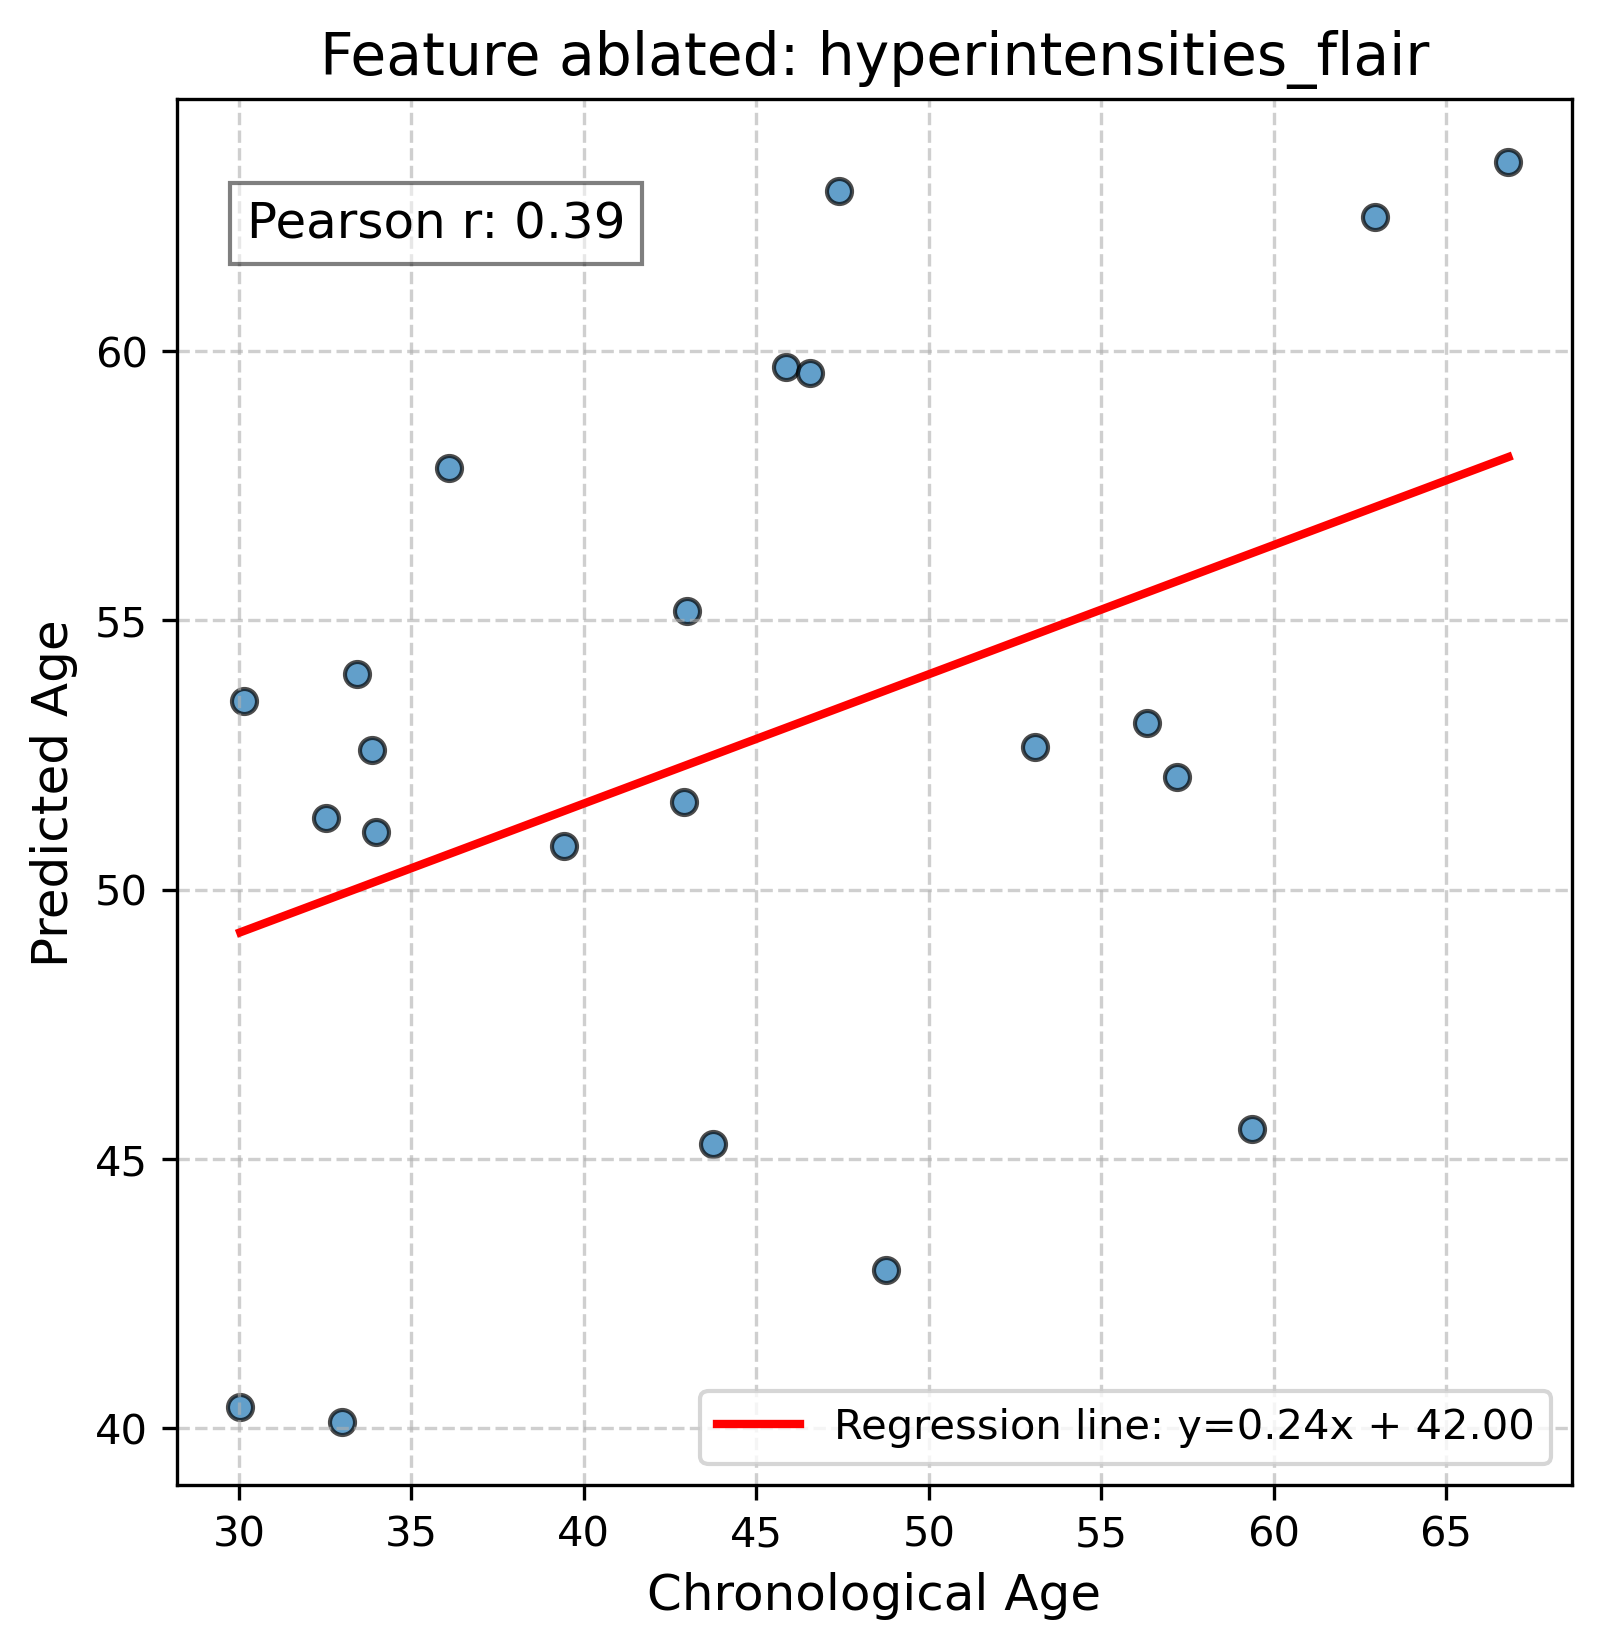 Feature ablated: hyperintensities_flair
Pearson r: 0.39
Predicted Age
60
55
50
45
40
Regression line: y=0.24x + 42.00
30 35 40 45 50 55 60 65
Chronological Age